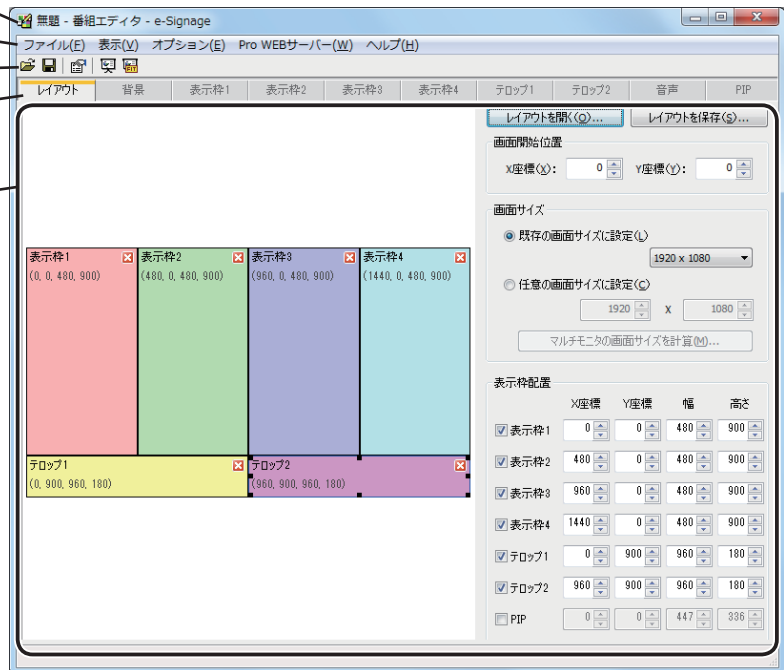 無題 - 番組エディタ - e-Signage
ファイル(F) 表示(V) オプション(E) Pro WEBサーバー(W) ヘルプ(H)
FIT
レイアウト 背景 表示枠1 表示枠2 表示枠3 表示枠4 テロップ1 テロップ2 音声 PIP
レイアウトを開く(O)... レイアウトを保存(S)...
画面開始位置
X座標(X): 0 Y座標(Y): 0
画面サイズ
既存の画面サイズに設定(L)
1920 x 1080
任意の画面サイズに設定(C)
1920 X 1080
マルチモニタの画面サイズを計算(M)...
表示枠1 表示枠2 表示枠3 表示枠4
(0, 0, 480, 900) (480, 0, 480, 900) (960, 0, 480, 900) (1440, 0, 480, 900)
テロップ1 テロップ2
(0, 900, 960, 180) (960, 900, 960, 180)
表示枠配置
X座標 Y座標 幅 高さ
表示枠1 0 0 480 900
表示枠2 480 0 480 900
表示枠3 960 0 480 900
表示枠4 1440 0 480 900
テロップ1 0 900 960 180
テロップ2 960 900 960 180
PIP 0 0 447 336